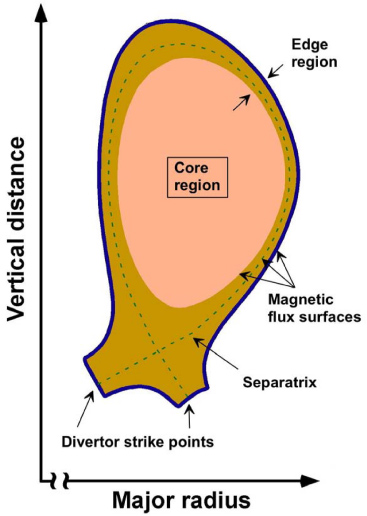 Edge
region
Core
region
Vertical distance
Magnetic
flux surfaces
Separatrix
Divertor strike points
Major radius